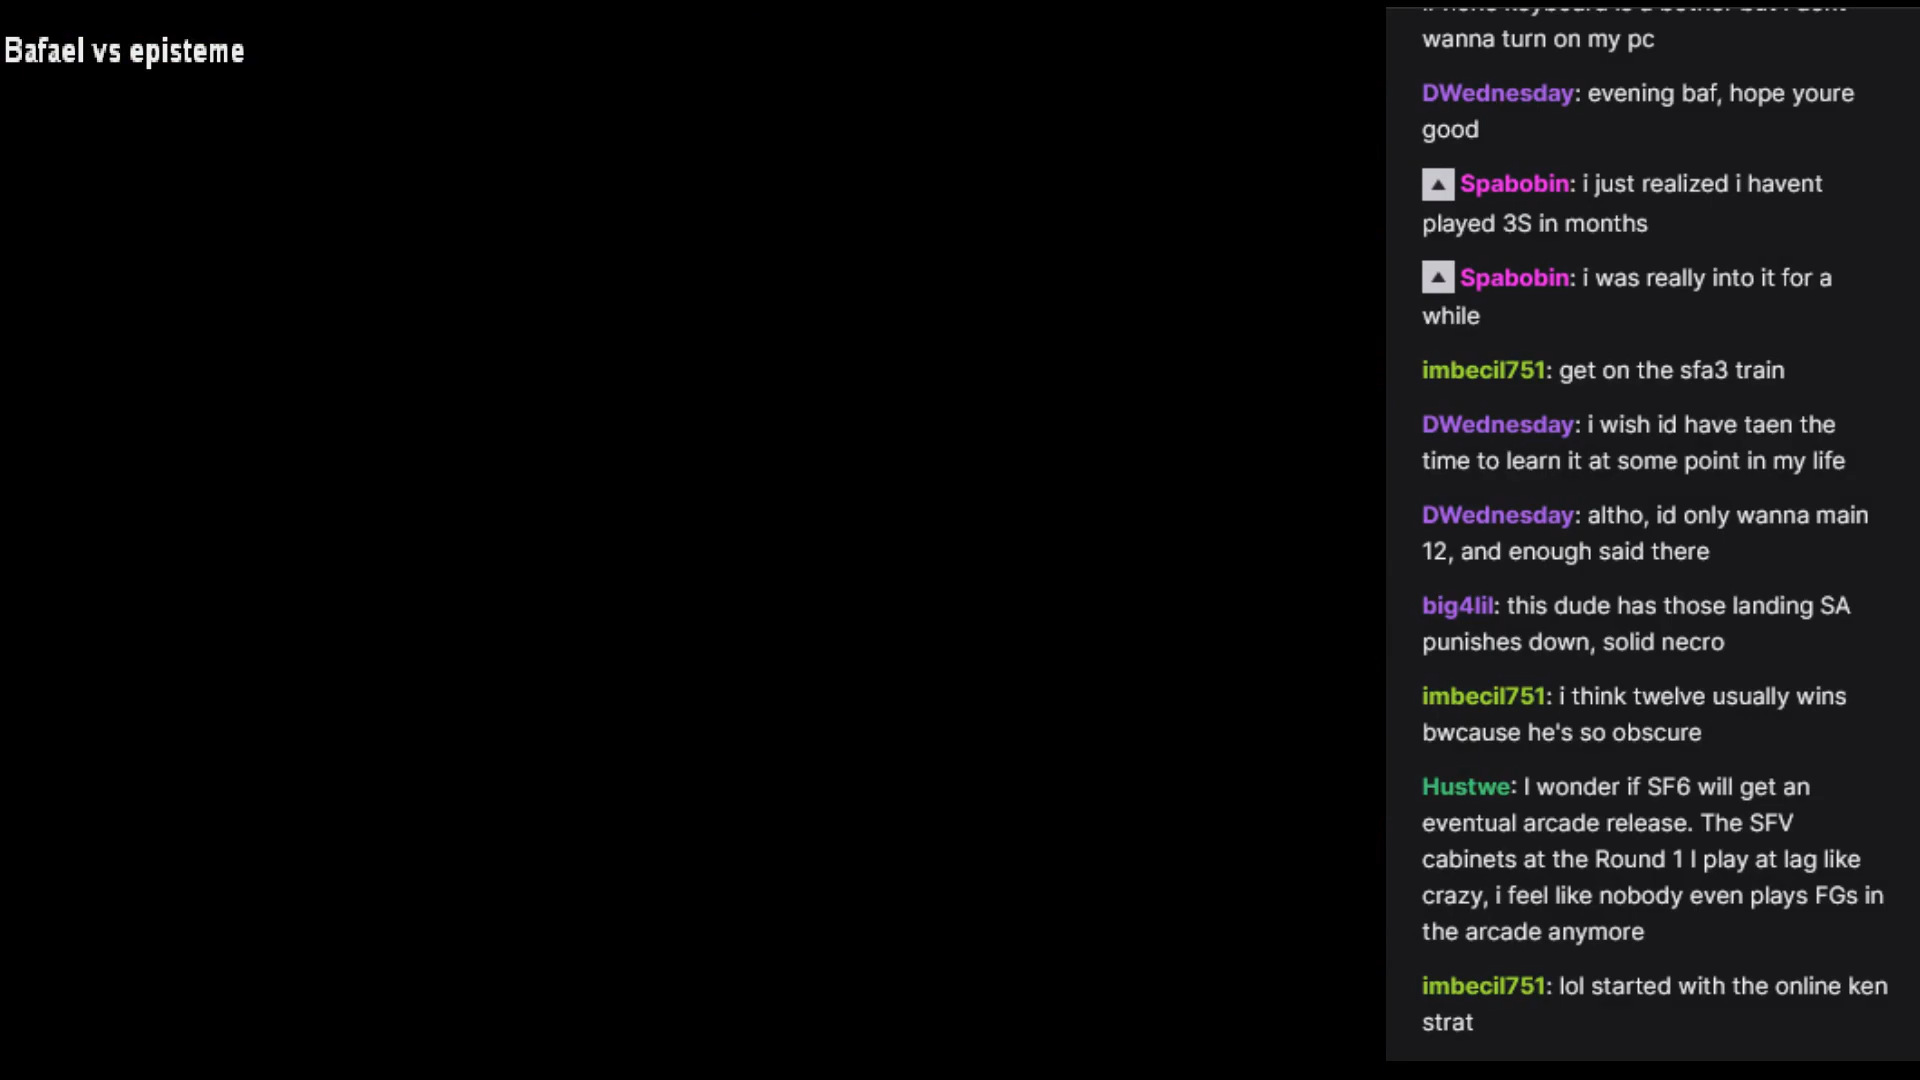 Bafael vs episteme
wanna turn on my pc
DWednesday: evening baf, hope youre
good
Spabobin: i just realized i havent
played 3S in months
Spabobin: i was really into it for a
while
imbecil751: get on the sfa3 train
DWednesday: i wish id have taen the
time to learn it at some point in my life
DWednesday: altho, id only wanna main
12, and enough said there
big4lil: this dude has those landing SA
punishes down, solid necro
imbecil751: i think twelve usually wins
bwcause he's so obscure
Hustwe: I wonder if SF6 will get an
eventual arcade release. The SFV
cabinets at the Round 1 I play at lag like
crazy, i feel like nobody even plays FGs in
the arcade anymore
imbecil751: lol started with the online ken
strat